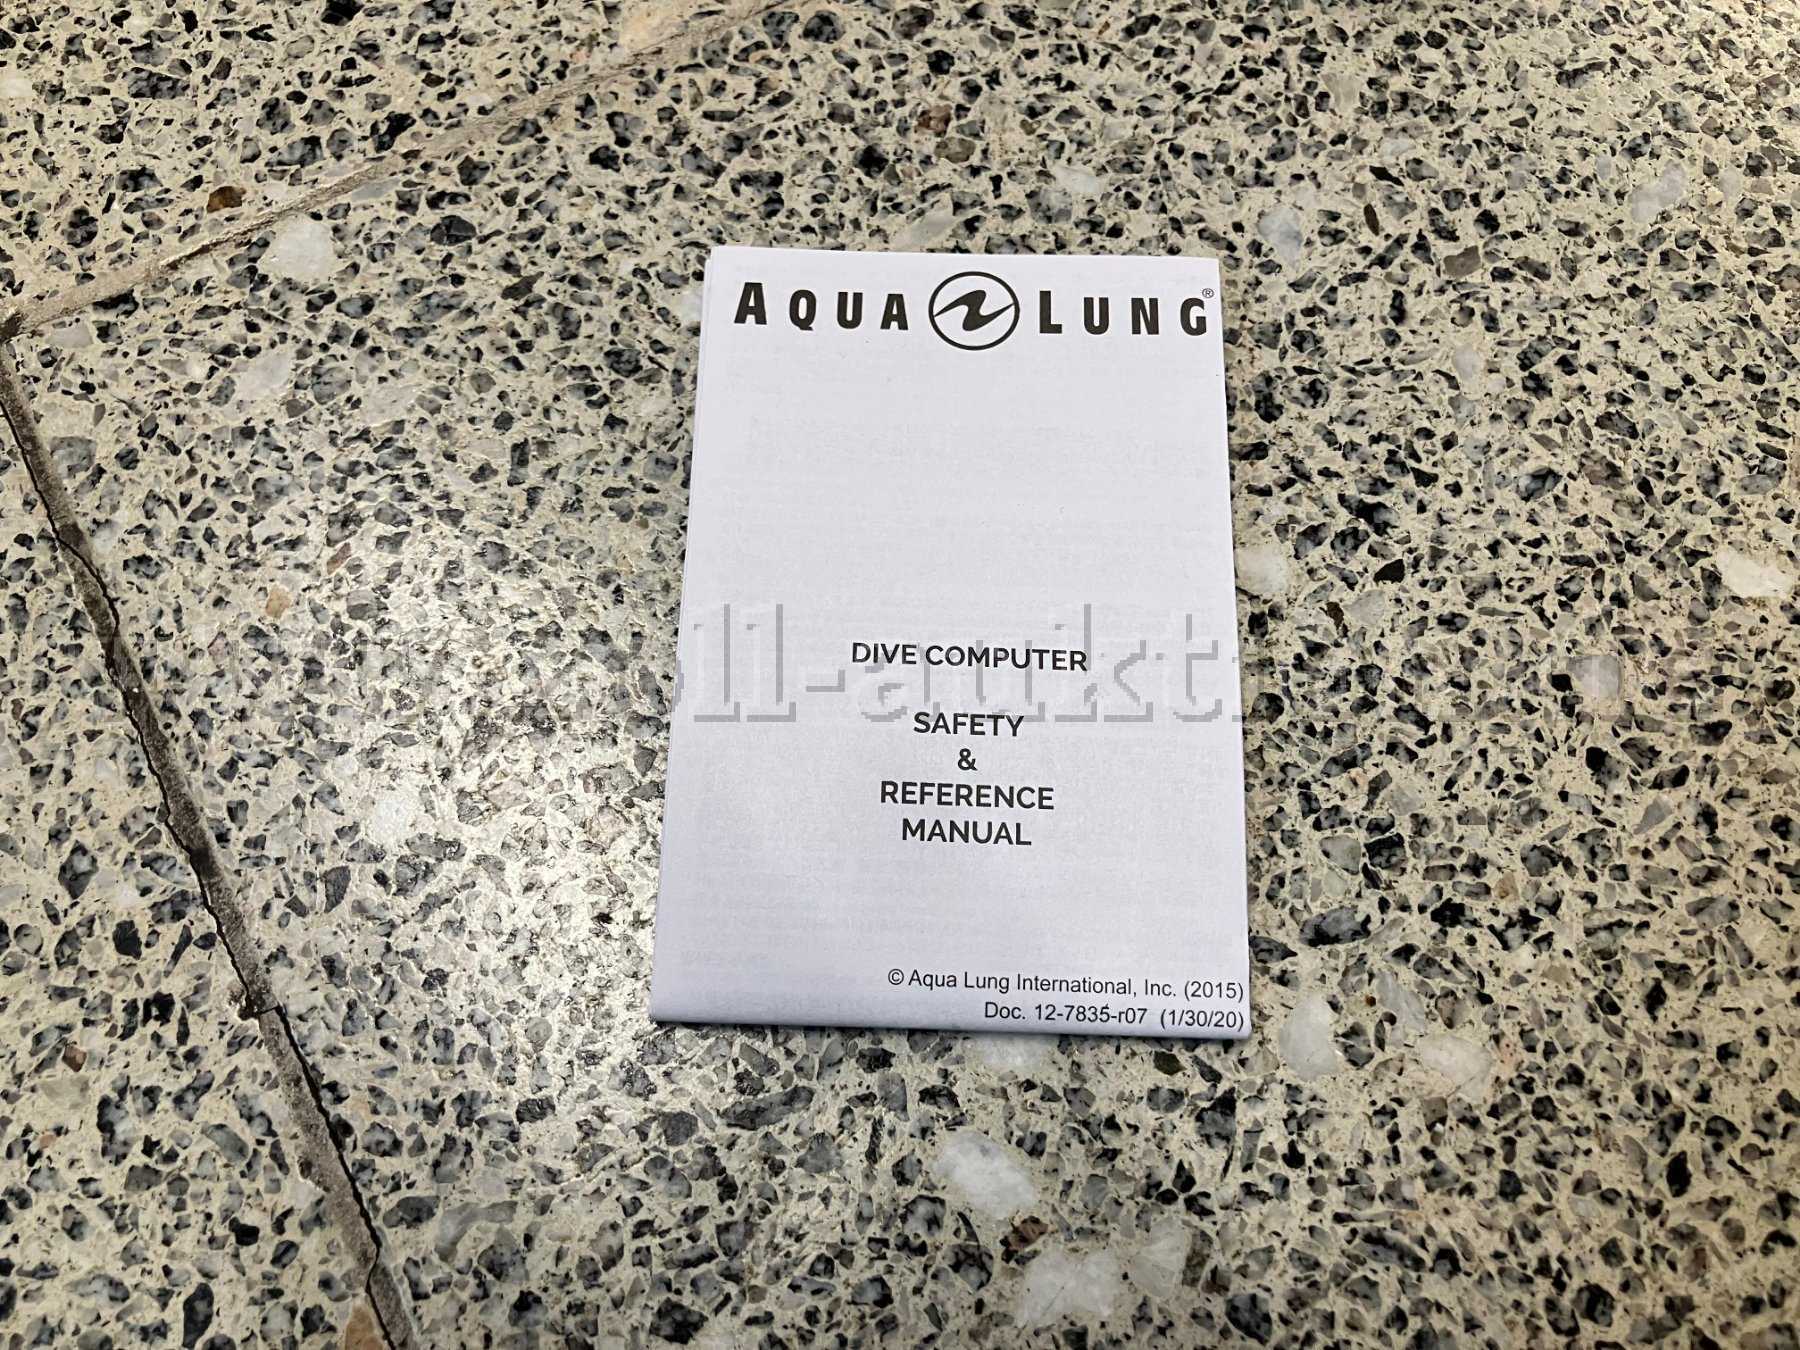 AQUA LUNG®
DIVE COMPUTER
SAFETY
&
REFERENCE
MANUAL
© Aqua Lung International, Inc. (2015)
Doc. 12-7835-r07 (1/30/20)